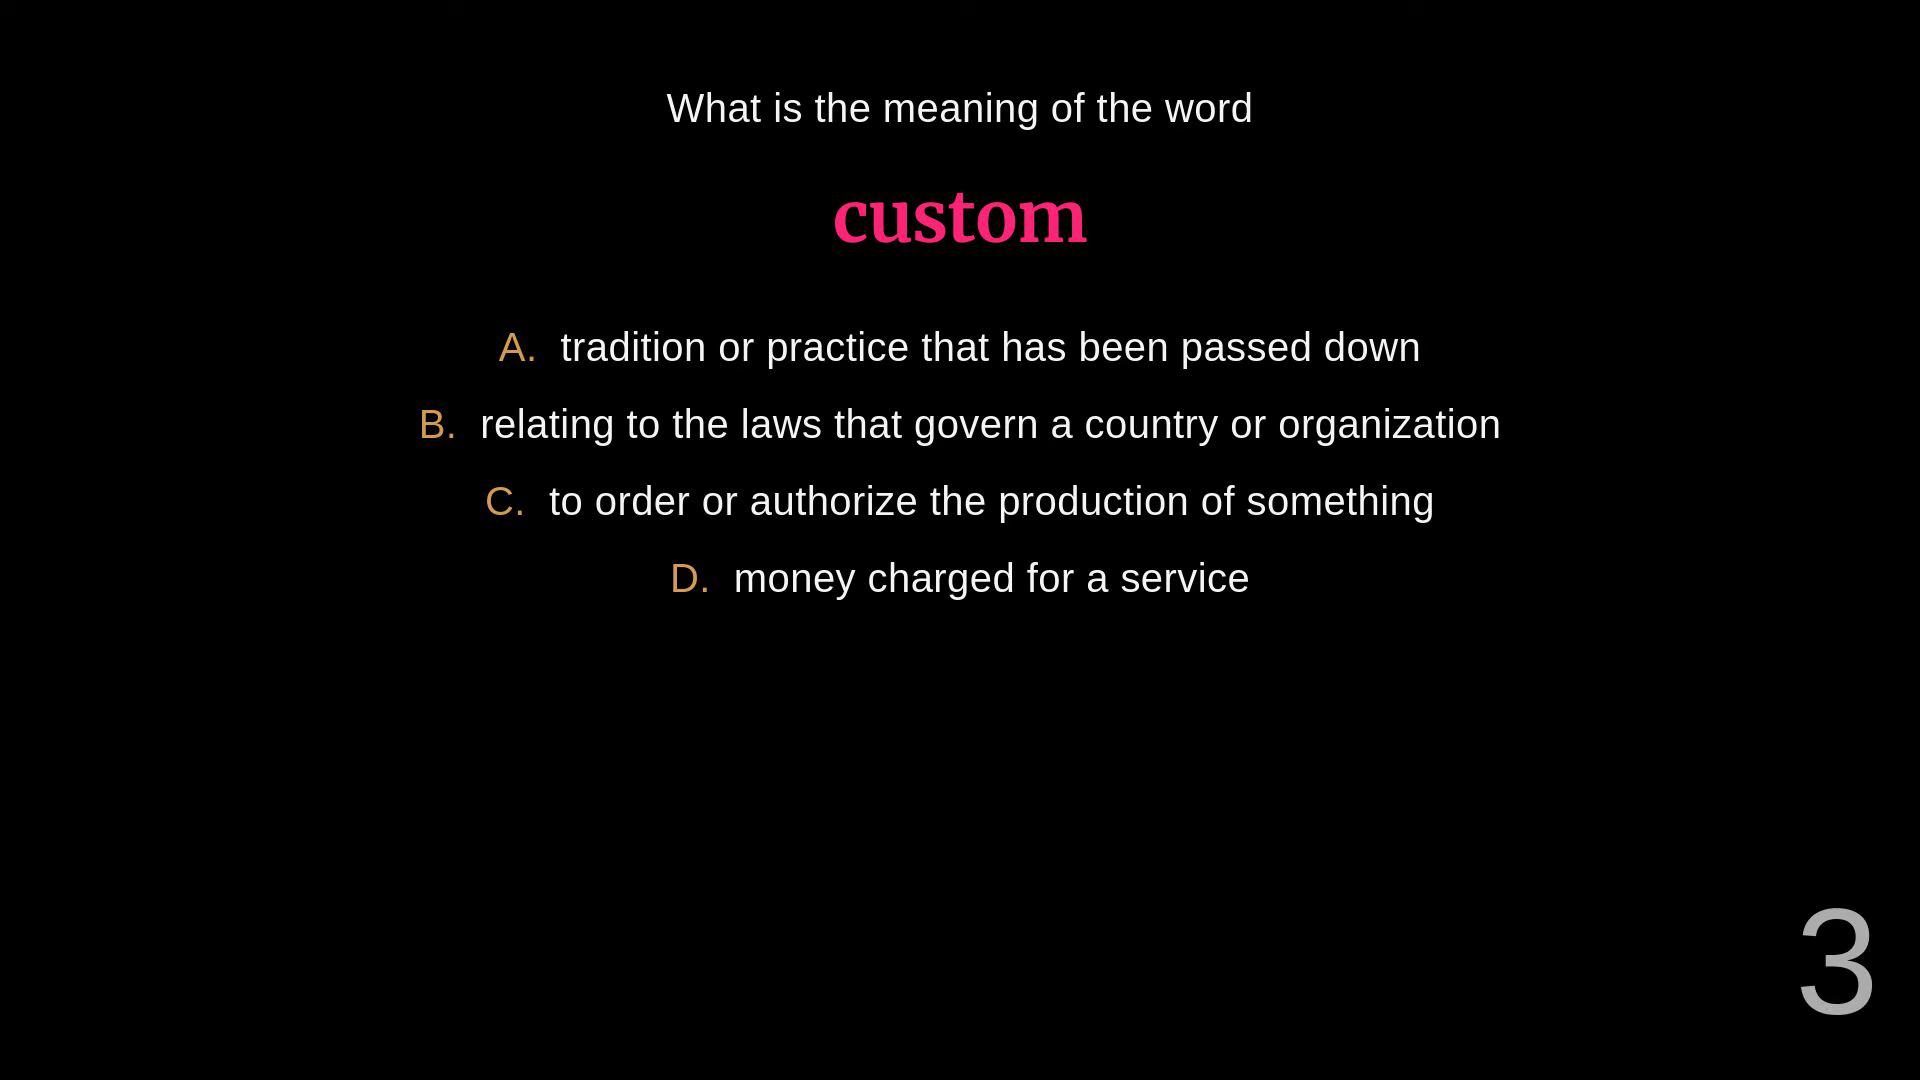 What is the meaning of the word
custom
A. tradition or practice that has been passed down
B. relating to the laws that govern a country or organization
C. to order or authorize the production of something
D. money charged for a service
3